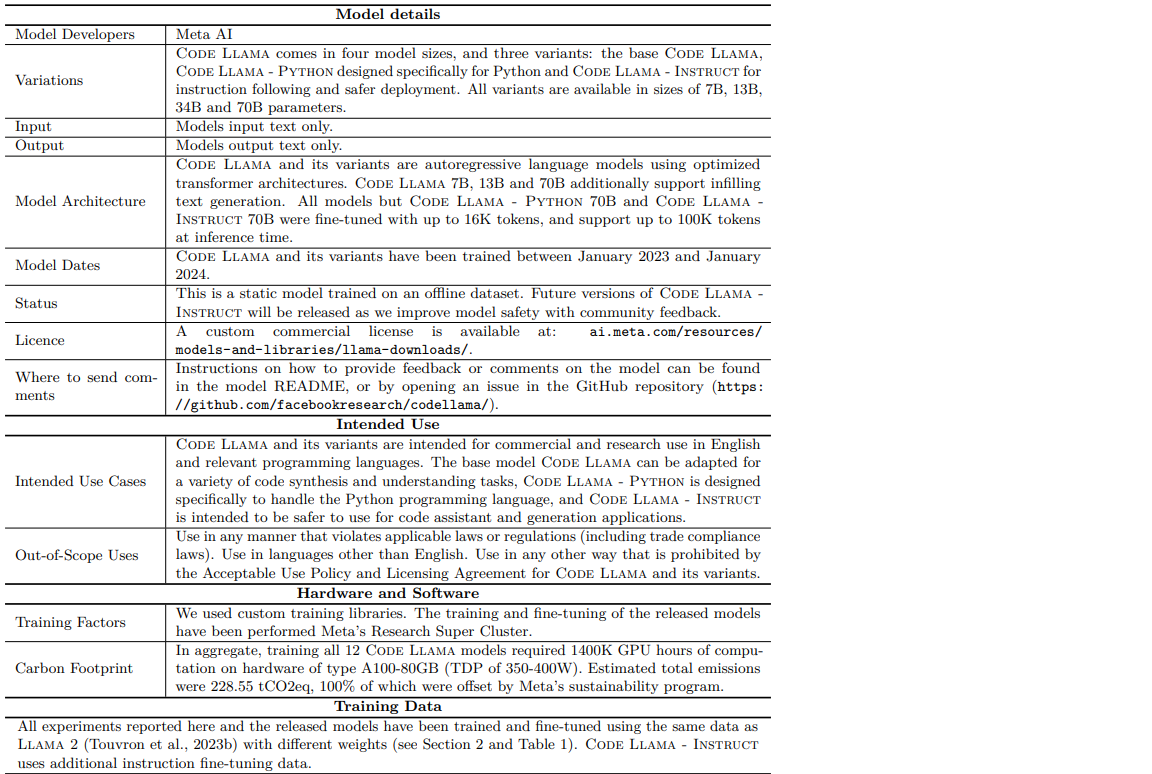 Model details
Model Developers Meta AI
Variations
CODE LLAMA comes in four model sizes, and three variants: the base CODE LLAMA,
CODE LLAMA - PYTHON designed specifically for Python and CODE LLAMA - INSTRUCT for
instruction following and safer deployment. All variants are available in sizes of 7B, 13B,
34B and 70B parameters.
Input Models input text only.
Output Models output text only.
Model Architecture
CODE LLAMA and its variants are autoregressive language models using optimized
transformer architectures. CODE LLAMA 7B, 13B and 70B additionally support infilling
text generation. All models but CODE LLAMA - PYTHON 70B and CODE LLAMA -
INSTRUCT 70B were fine-tuned with up to 16K tokens, and support up to 100K tokens
at inference time.
Model Dates
CODE LLAMA and its variants have been trained between January 2023 and January
2024.
Status
This is a static model trained on an offline dataset. Future versions of CODE LLAMA -
INSTRUCT will be released as we improve model safety with community feedback.
Licence
A custom commercial license is available at: ai.meta.com/resources/
models-and-libraries/llama-downloads/.
Where to send com-
ments
Instructions on how to provide feedback or comments on the model can be found
in the model README, or by opening an issue in the GitHub repository (https:
//github.com/facebookresearch/codellama/).
Intended Use
Intended Use Cases
CODE LLAMA and its variants are intended for commercial and research use in English
and relevant programming languages. The base model CODE LLAMA can be adapted for
a variety of code synthesis and understanding tasks, CODE LLAMA - PYTHON is designed
specifically to handle the Python programming language, and CODE LLAMA - INSTRUCT
is intended to be safer to use for code assistant and generation applications.
Out-of-Scope Uses
Use in any manner that violates applicable laws or regulations (including trade compliance
laws). Use in languages other than English. Use in any other way that is prohibited by
the Acceptable Use Policy and Licensing Agreement for CODE LLAMA and its variants.
Hardware and Software
Training Factors
We used custom training libraries. The training and fine-tuning of the released models
have been performed Meta's Research Super Cluster.
Carbon Footprint
In aggregate, training all 12 CODE LLAMA models required 1400K GPU hours of compu-
tation on hardware of type A100-80GB (TDP of 350-400W). Estimated total emissions
were 228.55 tCO2eq, 100% of which were offset by Meta's sustainability program.
Training Data
All experiments reported here and the released models have been trained and fine-tuned using the same data as
LLAMA 2 (Touvron et al., 2023b) with different weights (see Section 2 and Table 1). CODE LLAMA - INSTRUCT
uses additional instruction fine-tuning data.